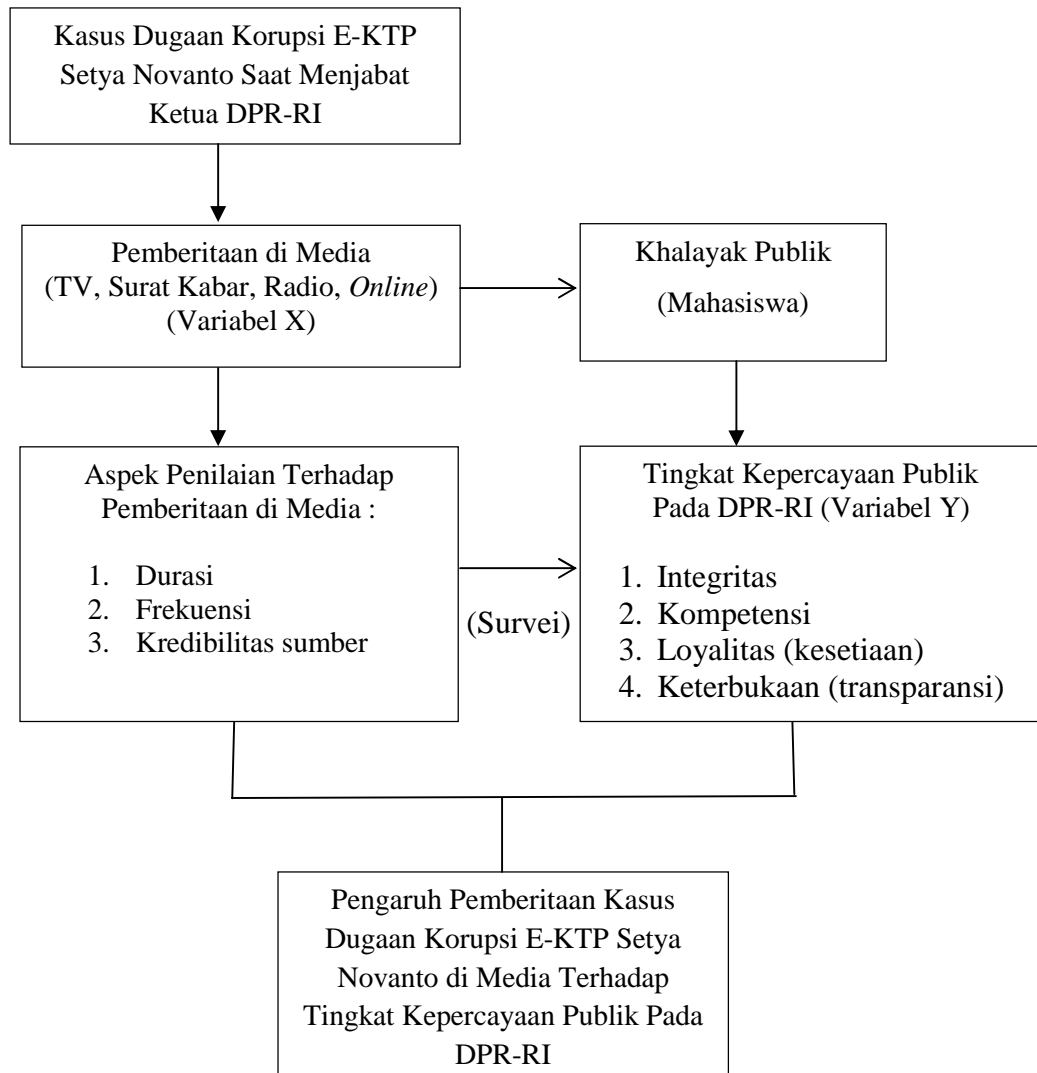 Kasus Dugaan Korupsi E-KTP
Setya Novanto Saat Menjabat
Ketua DPR-RI
Pemberitaan di Media
(TV, Surat Kabar, Radio, Online)
(Variabel X)
Khalayak Publik
(Mahasiswa)
Aspek Penilaian Terhadap
Pemberitaan di Media :
1. Durasi
2. Frekuensi
3. Kredibilitas sumber
(Survei)
Tingkat Kepercayaan Publik
Pada DPR-RI (Variabel Y)
1. Integritas
2. Kompetensi
3. Loyalitas (kesetiaan)
4. Keterbukaan (transparansi)
Pengaruh Pemberitaan Kasus
Dugaan Korupsi E-KTP Setya
Novanto di Media Terhadap
Tingkat Kepercayaan Publik Pada
DPR-RI